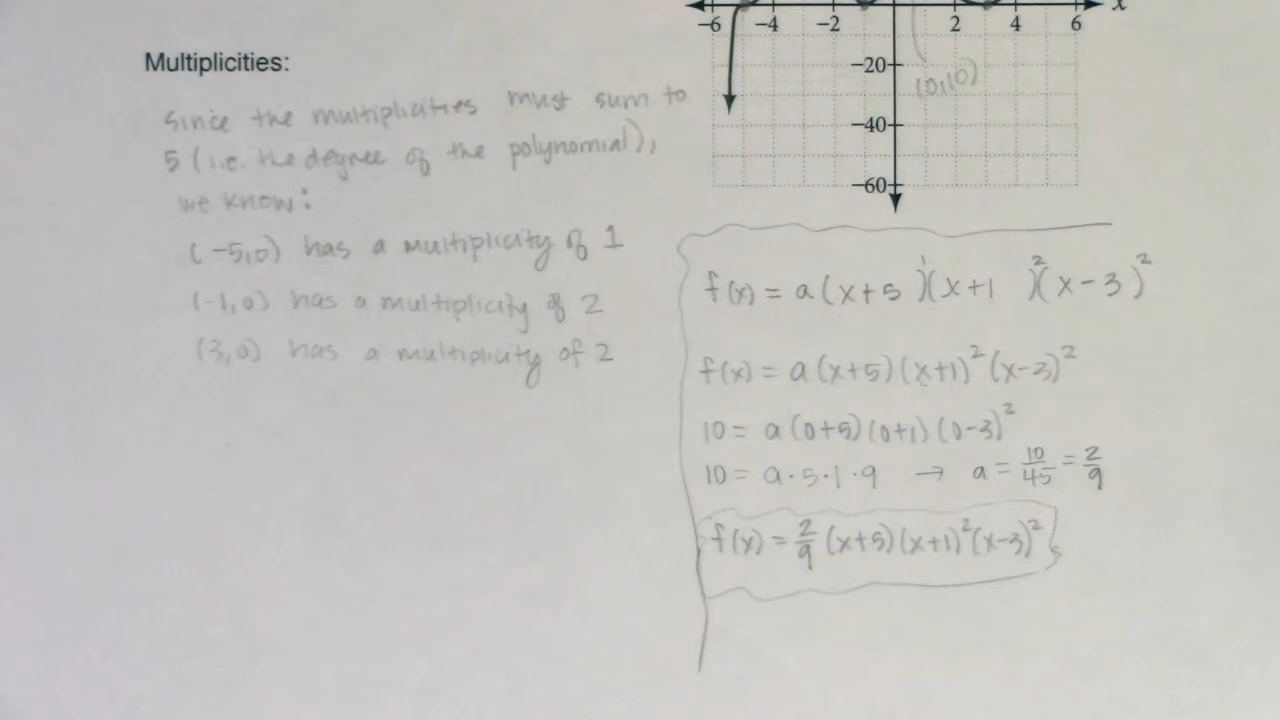 x
−6 −4 −2 2 4 6
−20
(0,10)
−40
−60
Multiplicities:
Since the multiplicities must sum to
5 (i.e. the degree of the polynomial),
we know:
(-5,0) has a multiplicity of 1
(-1,0) has a multiplicity of 2
(3,0) has a multiplicity of 2
f(x) = a(x+5)¹(x+1)²(x-3)²
f(x) = a(x+5)(x+1)²(x-3)²
10 = a(0+5)(0+1)(0-3)²
10 = a·5·1·9 → a = 10/45 = 2/9
f(x) = 2/9 (x+5)(x+1)²(x-3)²